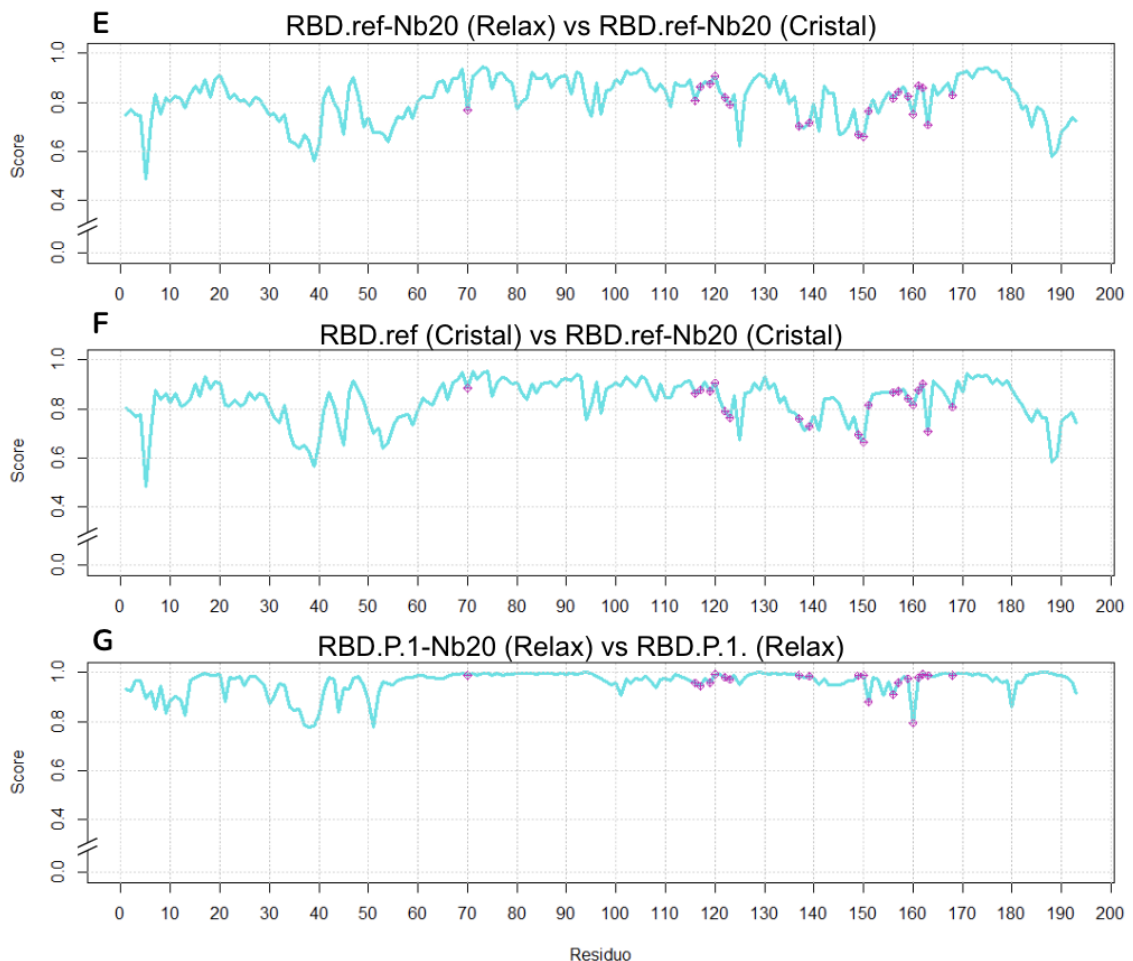 E
RBD.ref-Nb20 (Relax) vs RBD.ref-Nb20 (Cristal)
Score
1.0
0.8
0.6
0.4
0.0
0 10 20 30 40 50 60 70 80 90 100 110 120 130 140 150 160 170 180 190 200
F
RBD.ref (Cristal) vs RBD.ref-Nb20 (Cristal)
Score
1.0
0.8
0.6
0.4
0.0
0 10 20 30 40 50 60 70 80 90 100 110 120 130 140 150 160 170 180 190 200
G
RBD.P.1-Nb20 (Relax) vs RBD.P.1. (Relax)
Score
1.0
0.8
0.6
0.4
0.0
0 10 20 30 40 50 60 70 80 90 100 110 120 130 140 150 160 170 180 190 200
Residuo